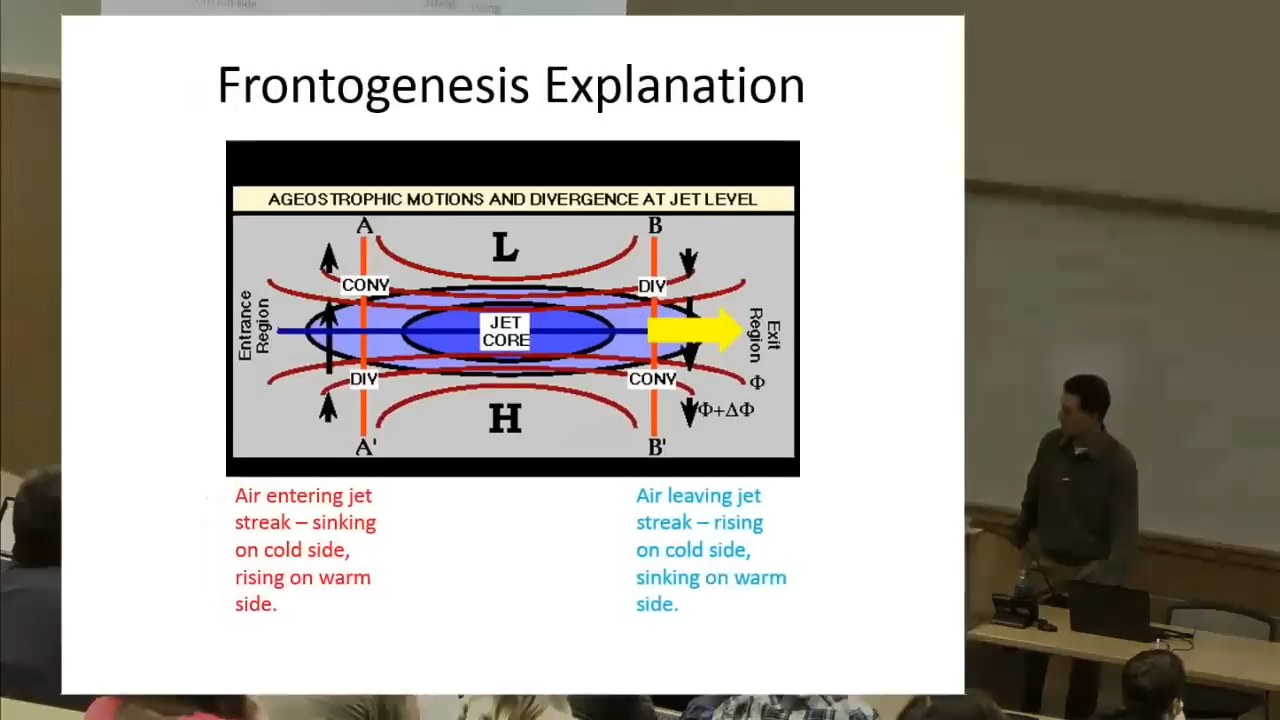 Frontogenesis Explanation
AGEOSTROPHIC MOTIONS AND DIVERGENCE AT JET LEVEL
A
B
L
CONV
DIV
Entrance
Region
JET
CORE
Exit
Region
DIV
CONV
Φ
H
Φ+ΔΦ
A'
B'
Air entering jet
streak – sinking
on cold side,
rising on warm
side.
Air leaving jet
streak – rising
on cold side,
sinking on warm
side.